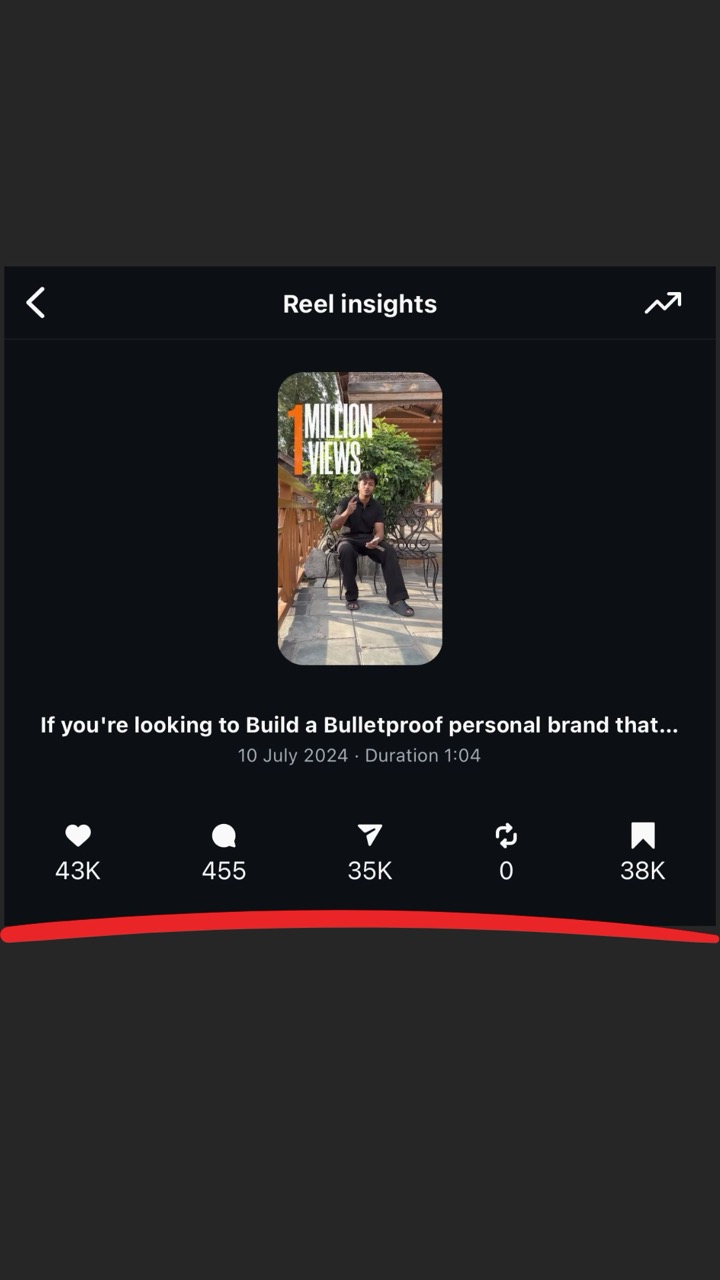 Reel insights
1 MILLION
VIEWS
If you're looking to Build a Bulletproof personal brand that...
10 July 2024 · Duration 1:04
43K 455 35K 0 38K